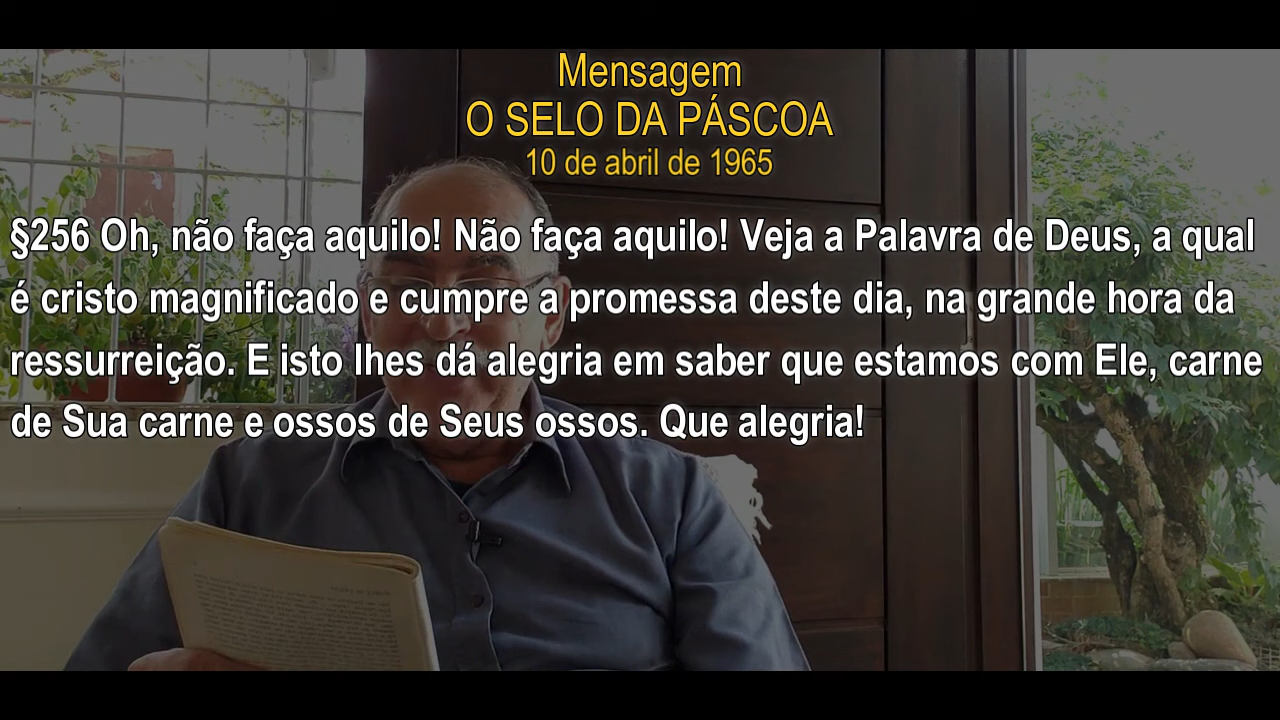 Mensagem
O SELO DA PÁSCOA
10 de abril de 1965
§256 Oh, não faça aquilo! Não faça aquilo! Veja a Palavra de Deus, a qual
é cristo magnificado e cumpre a promessa deste dia, na grande hora da
ressurreição. E isto lhes dá alegria em saber que estamos com Ele, carne
de Sua carne e ossos de Seus ossos. Que alegria!